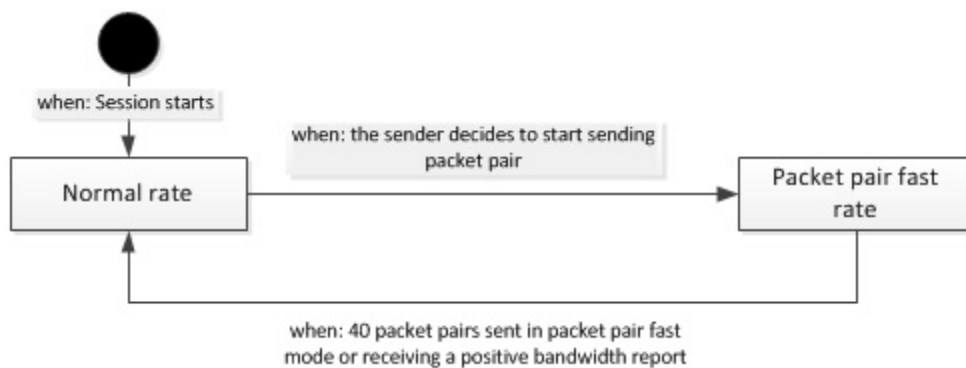 when: Session starts
when: the sender decides to start sending
packet pair
Normal rate
Packet pair fast
rate
when: 40 packet pairs sent in packet pair fast
mode or receiving a positive bandwidth report